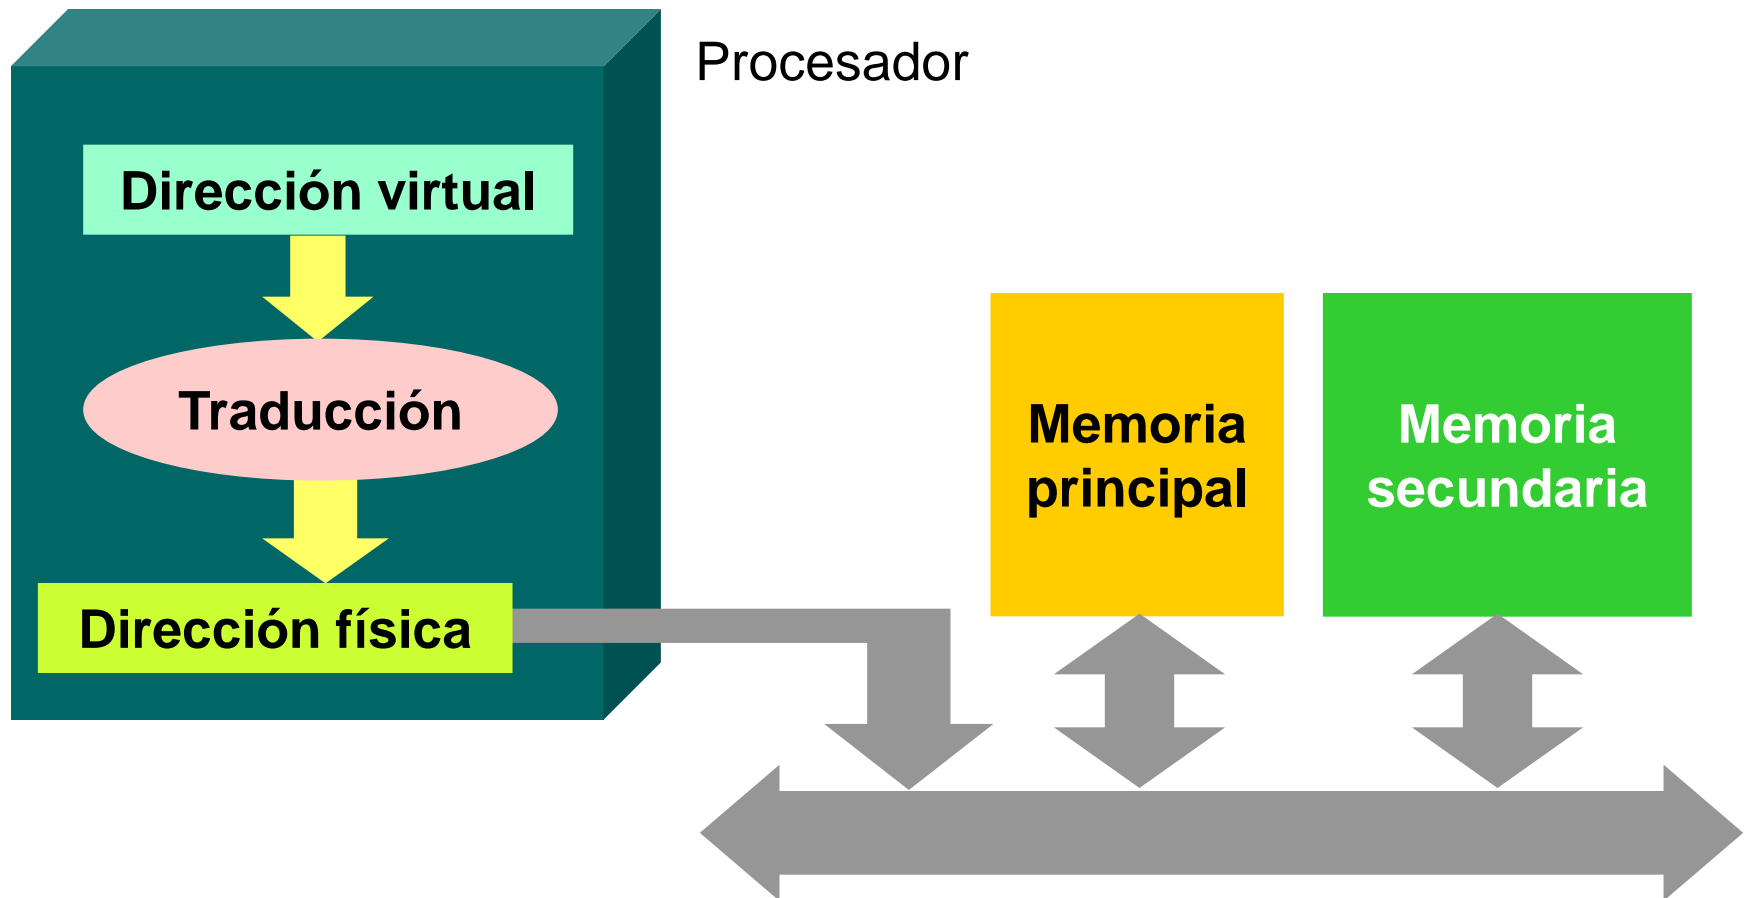 Procesador
Dirección virtual
Traducción
Dirección física
Memoria
principal
Memoria
secundaria